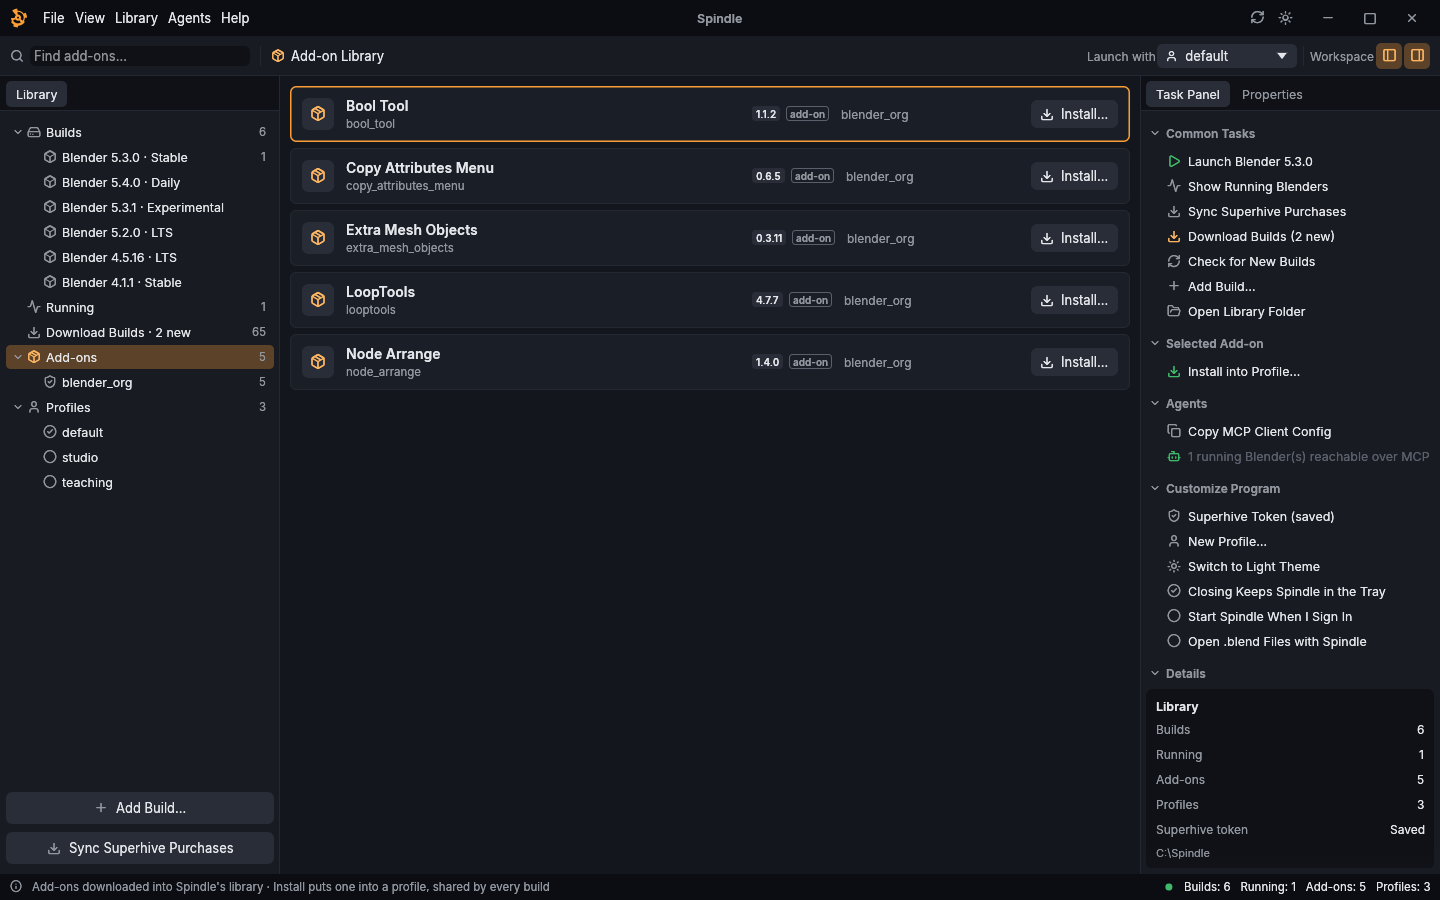 File View Library Agents Help
Spindle
Find add-ons...
Add-on Library
Launch with
default
Workspace
Library
Builds 6
Blender 5.3.0 · Stable 1
Blender 5.4.0 · Daily
Blender 5.3.1 · Experimental
Blender 5.2.0 · LTS
Blender 4.5.16 · LTS
Blender 4.1.1 · Stable
Running 1
Download Builds · 2 new 65
Add-ons 5
blender_org 5
Profiles 3
default
studio
teaching
Add Build...
Sync Superhive Purchases
Bool Tool
bool_tool
1.1.2 add-on blender_org
Install...
Copy Attributes Menu
copy_attributes_menu
0.6.5 add-on blender_org
Install...
Extra Mesh Objects
extra_mesh_objects
0.3.11 add-on blender_org
Install...
LoopTools
looptools
4.7.7 add-on blender_org
Install...
Node Arrange
node_arrange
1.4.0 add-on blender_org
Install...
Task Panel Properties
Common Tasks
Launch Blender 5.3.0
Show Running Blenders
Sync Superhive Purchases
Download Builds (2 new)
Check for New Builds
Add Build...
Open Library Folder
Selected Add-on
Install into Profile...
Agents
Copy MCP Client Config
1 running Blender(s) reachable over MCP
Customize Program
Superhive Token (saved)
New Profile...
Switch to Light Theme
Closing Keeps Spindle in the Tray
Start Spindle When I Sign In
Open .blend Files with Spindle
Details
Library
Builds 6
Running 1
Add-ons 5
Profiles 3
Superhive token Saved
C:\Spindle
Add-ons downloaded into Spindle's library · Install puts one into a profile, shared by every build
Builds: 6 Running: 1 Add-ons: 5 Profiles: 3